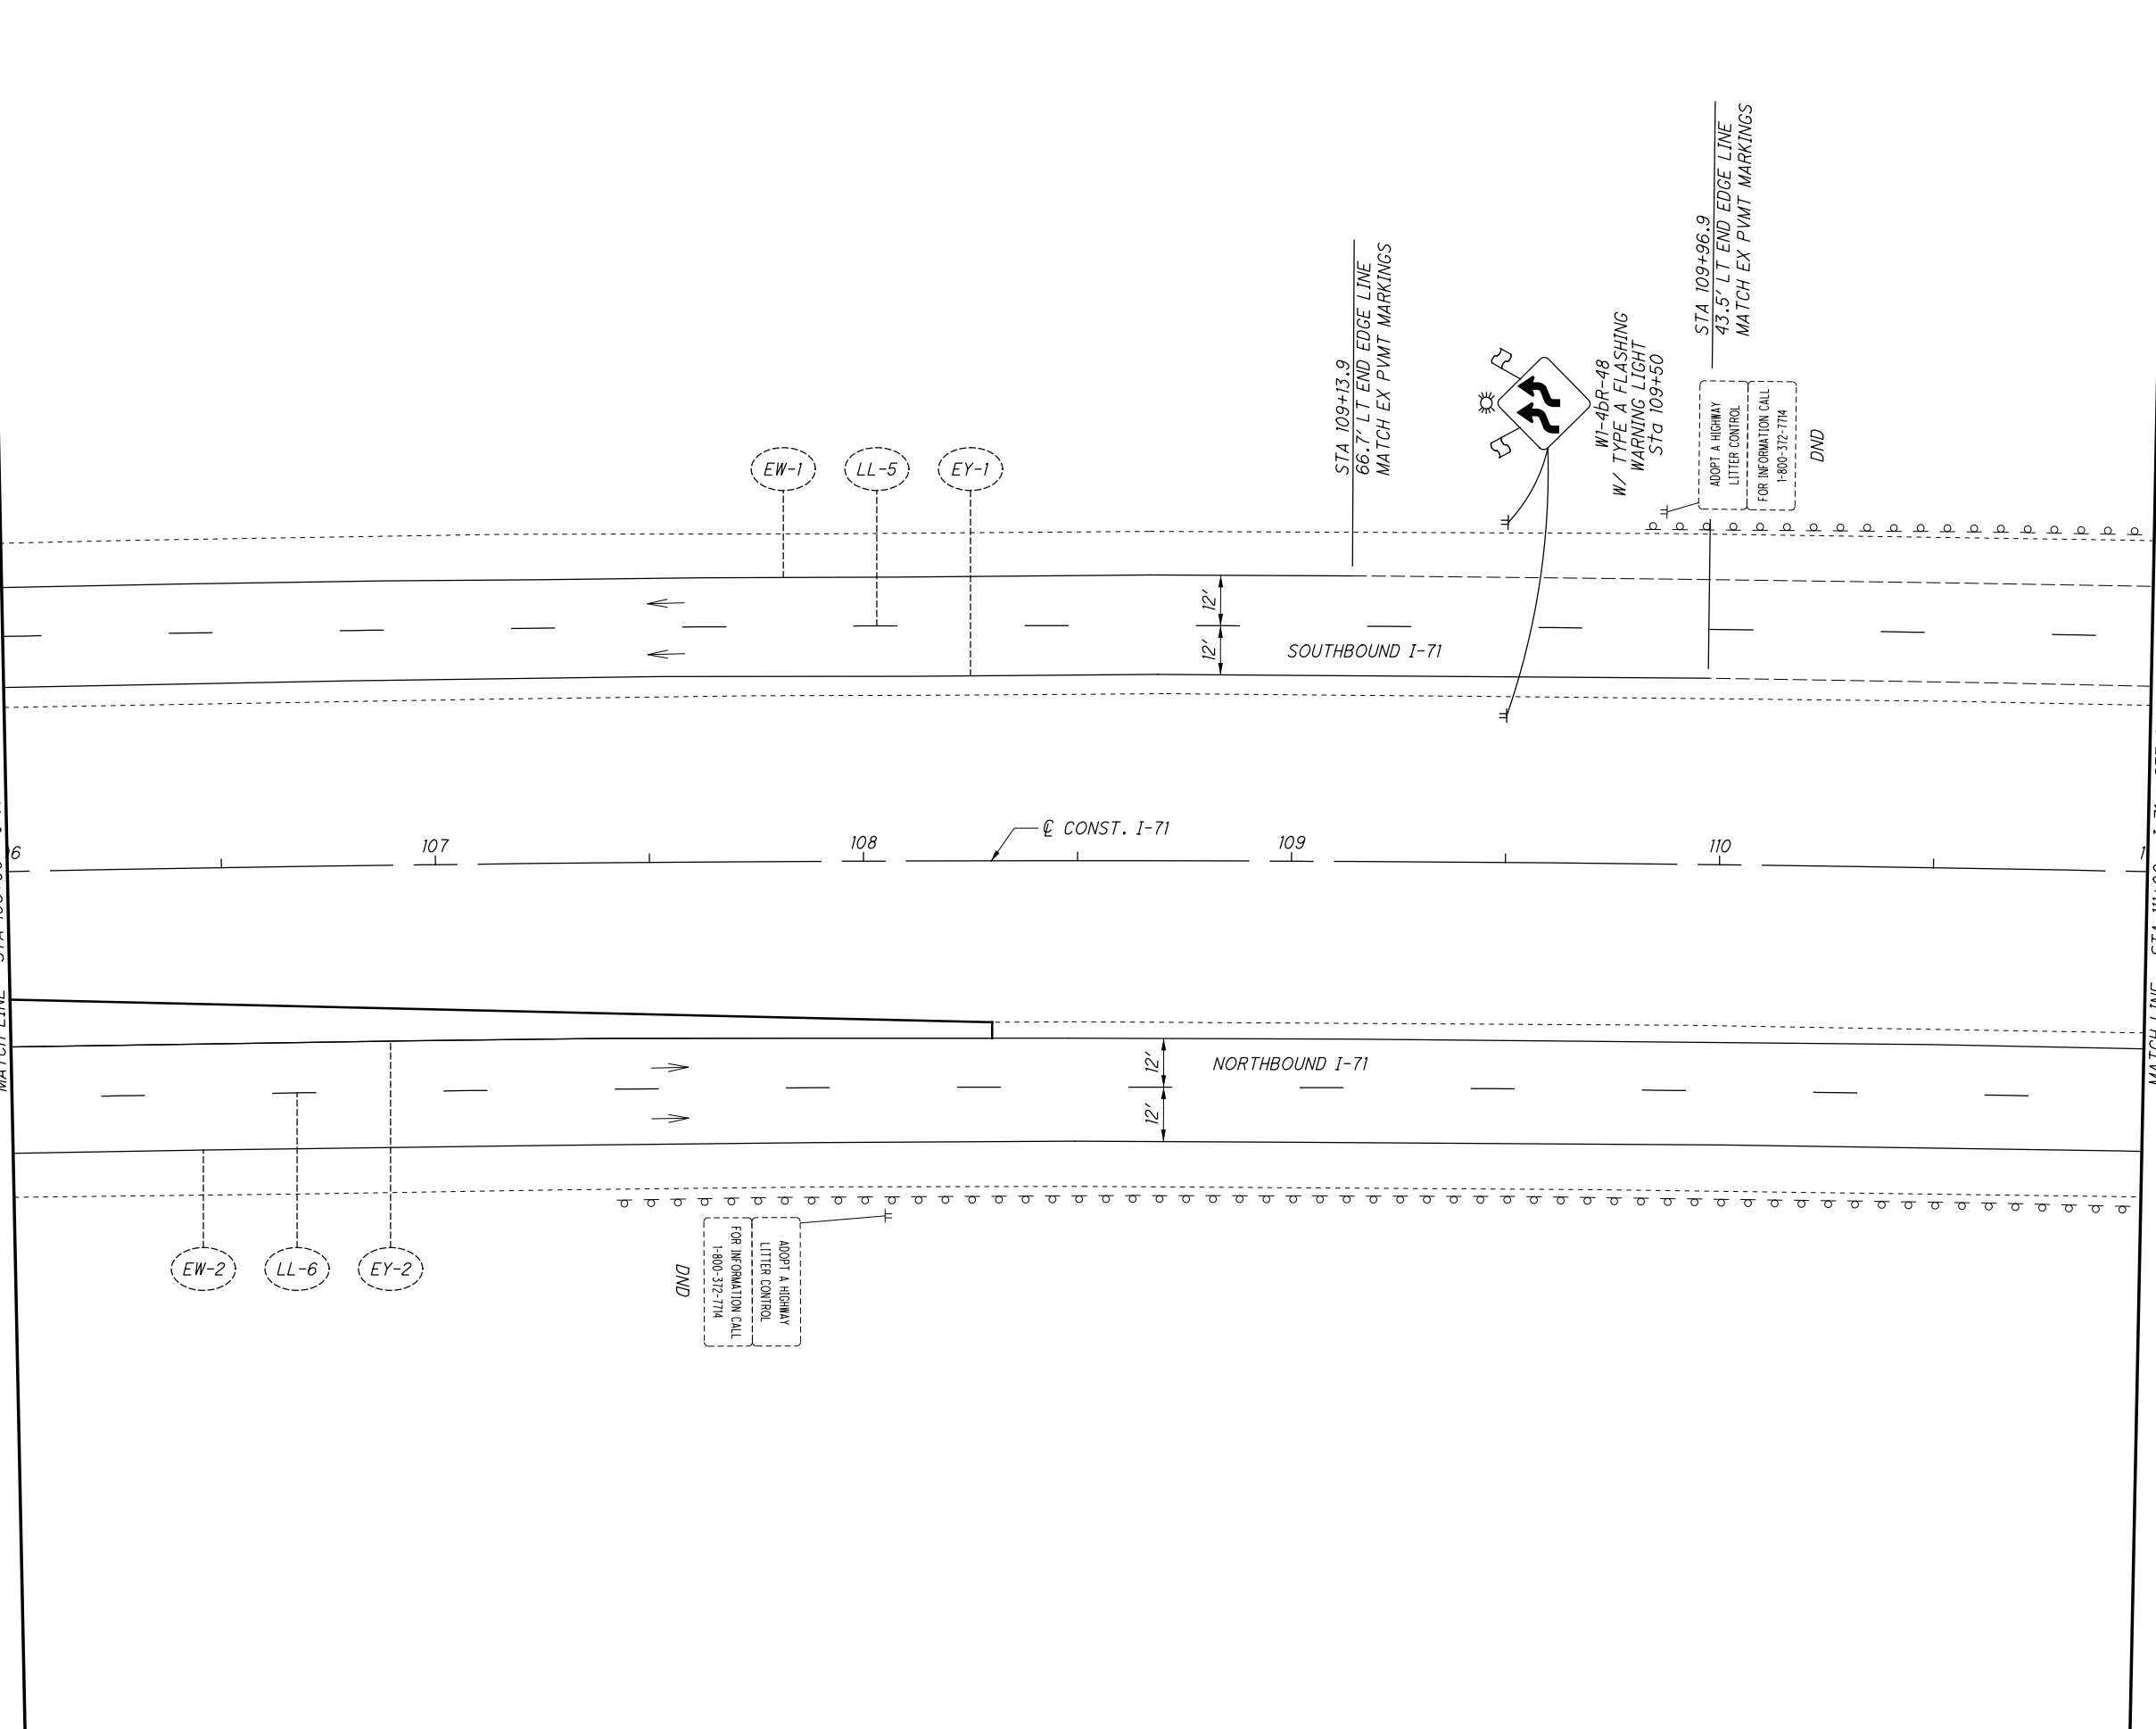 STA 109+96.9
43.5' LT END EDGE LINE
MATCH EX PVMT MARKINGS
STA 109+13.9
66.7' LT END EDGE LINE
MATCH EX PVMT MARKINGS
W1-4bR-48
W/ TYPE A FLASHING
WARNING LIGHT
Sta 109+50
ADOPT A HIGHWAY
LITTER CONTROL
FOR INFORMATION CALL
1-800-372-7714
DND
EW-1
LL-5
EY-1
12'
12'
SOUTHBOUND I-71
℄ CONST. I-71
107
108
109
110
MATCH LINE
MATCH LINE
12'
12'
NORTHBOUND I-71
EW-2
LL-6
EY-2
ADOPT A HIGHWAY
LITTER CONTROL
FOR INFORMATION CALL
1-800-372-7714
DND